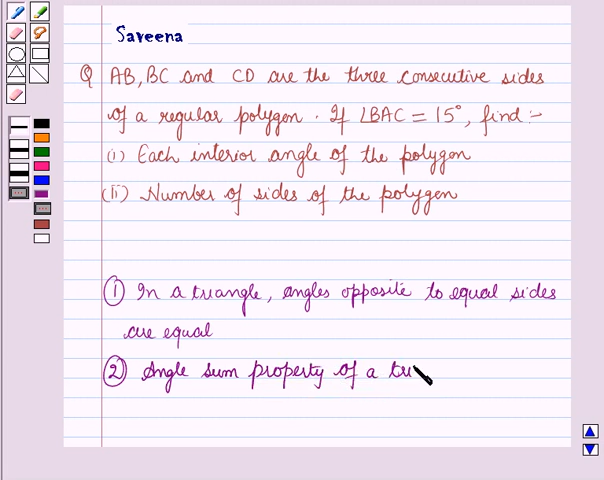 Saveena
Q AB, BC and CD are the three consecutive sides
of a regular polygon. If ∠BAC = 15°, find :-
(i) Each interior angle of the polygon
(ii) Number of sides of the polygon
① In a triangle, angles opposite to equal sides
are equal
② Angle sum property of a tri